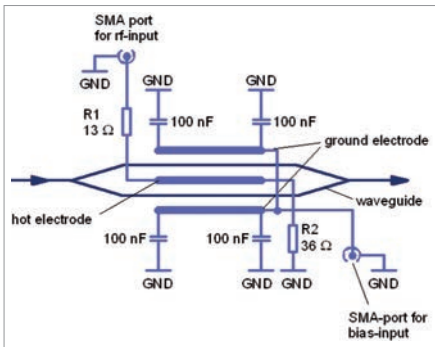 SMA port
for rf-input
GND
GND
GND
R1
13 Ω
100 nF
100 nF
ground electrode
hot electrode
waveguide
100 nF
100 nF
R2
36 Ω
GND
GND
GND
GND
SMA-port for
bias-input